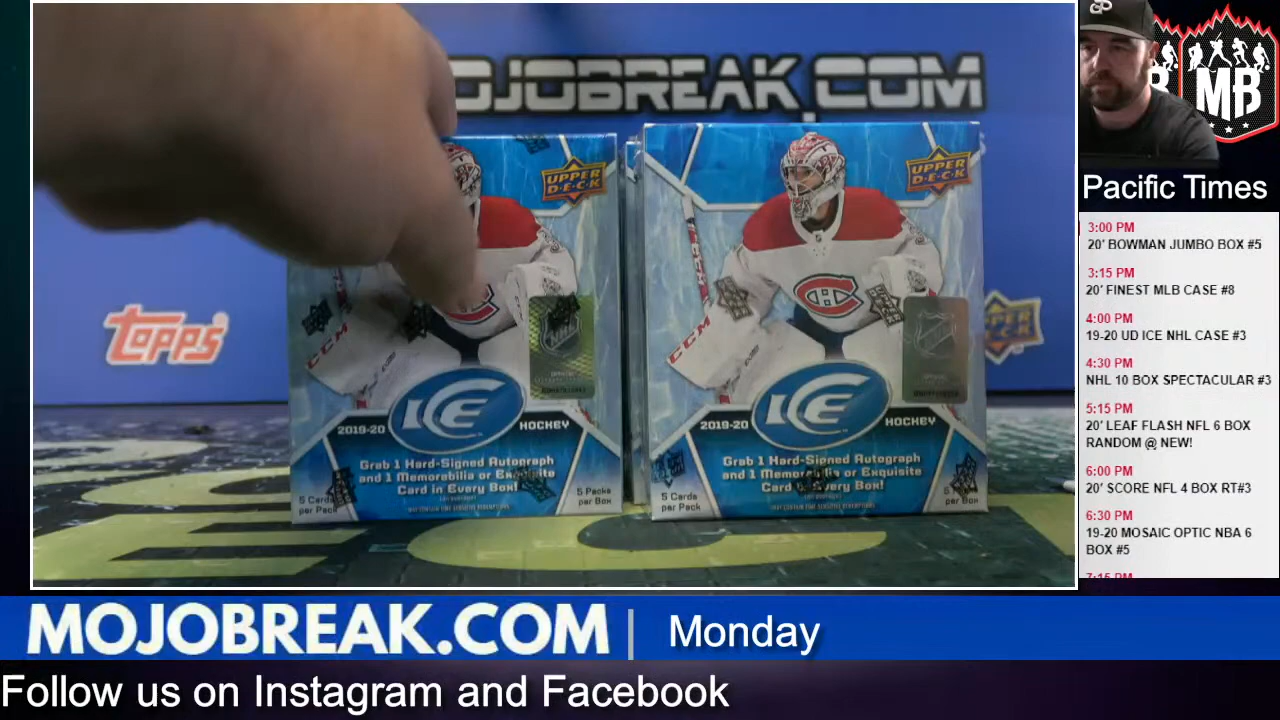 MOJOBREAK.COM
UPPER
D·E·C·K
UPPER
D·E·C·K
TOPPS
CCM
CCM
NHL
ICE
2019-20
HOCKEY
Grab 1 Hard-Signed Autograph
and 1 Memorabilia or Exquisite
Card in Every Box!
5 Cards
per Pack
5 Packs
per Box
ICE
2019-20
HOCKEY
Grab 1 Hard-Signed Autograph
and 1 Memorabilia or Exquisite
Card in Every Box!
5 Cards
per Pack
per Box
MB
Pacific Times
3:00 PM
20' BOWMAN JUMBO BOX #5
3:15 PM
20' FINEST MLB CASE #8
4:00 PM
19-20 UD ICE NHL CASE #3
4:30 PM
NHL 10 BOX SPECTACULAR #3
5:15 PM
20' LEAF FLASH NFL 6 BOX
RANDOM @ NEW!
6:00 PM
20' SCORE NFL 4 BOX RT#3
6:30 PM
19-20 MOSAIC OPTIC NBA 6
BOX #5
MOJOBREAK.COM | Monday
Follow us on Instagram and Facebook